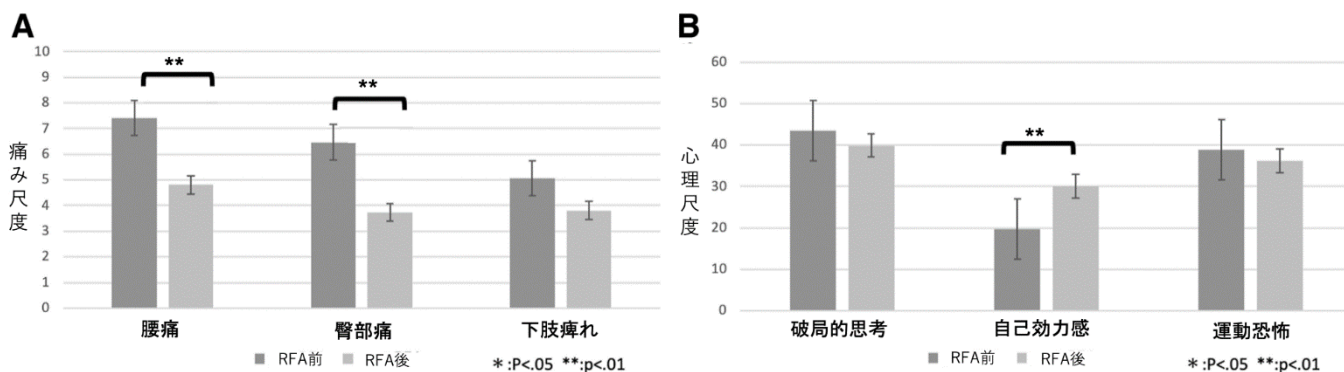 A
10
9
8
7
6
5
4
3
2
1
0
痛み尺度
**
**
腰痛
臀部痛
下肢痺れ
RFA前
RFA後
＊:P<.05 **:p<.01
B
60
50
40
30
20
10
0
心理尺度
**
破局的思考
自己効力感
運動恐怖
RFA前
RFA後
＊:P<.05 **:p<.01